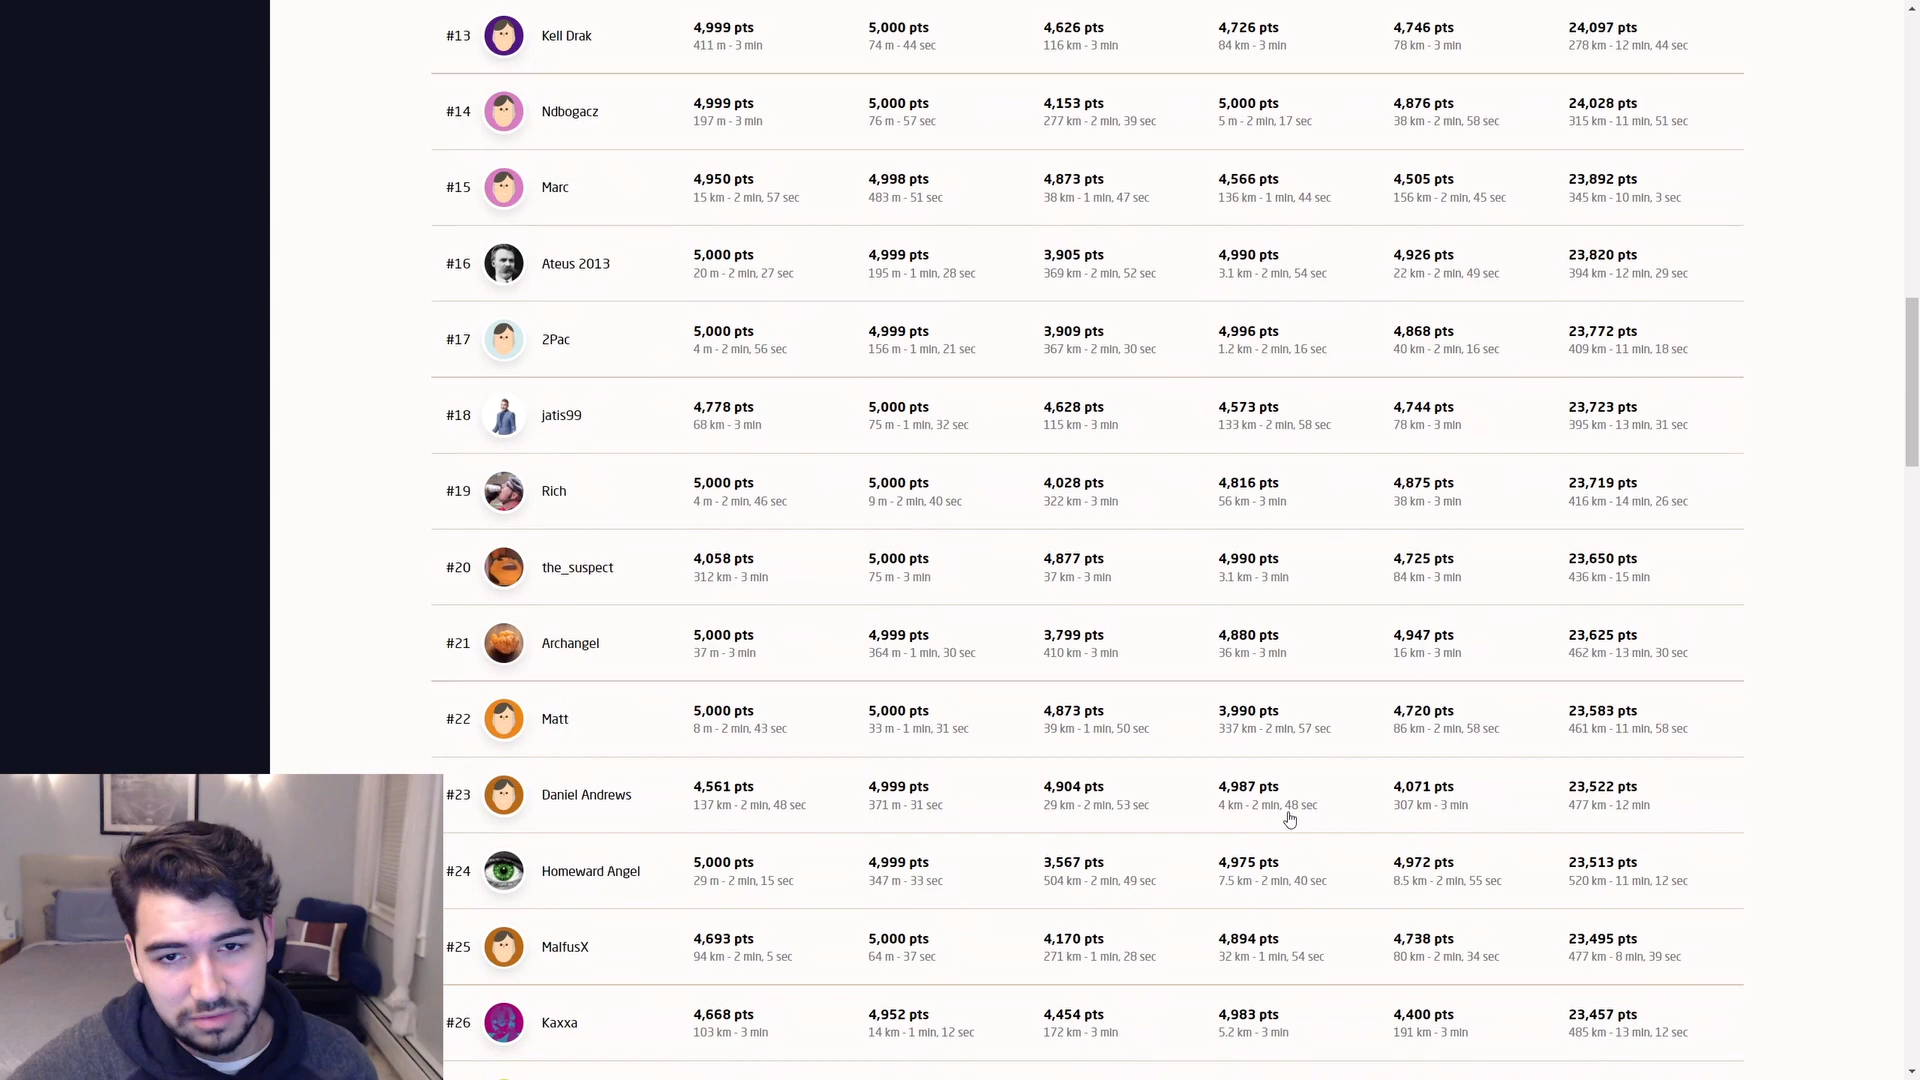 #13 Kell Drak 4,999 pts 5,000 pts 4,626 pts 4,726 pts 4,746 pts 24,097 pts
411 m - 3 min 74 m - 44 sec 116 km - 3 min 84 km - 3 min 78 km - 3 min 278 km - 12 min, 44 sec
#14 Ndbogacz 4,999 pts 5,000 pts 4,153 pts 5,000 pts 4,876 pts 24,028 pts
197 m - 3 min 76 m - 57 sec 277 km - 2 min, 39 sec 5 m - 2 min, 17 sec 38 km - 2 min, 58 sec 315 km - 11 min, 51 sec
#15 Marc 4,950 pts 4,998 pts 4,873 pts 4,566 pts 4,505 pts 23,892 pts
15 km - 2 min, 57 sec 483 m - 51 sec 38 km - 1 min, 47 sec 136 km - 1 min, 44 sec 156 km - 2 min, 45 sec 345 km - 10 min, 3 sec
#16 Ateus 2013 5,000 pts 4,999 pts 3,905 pts 4,990 pts 4,926 pts 23,820 pts
20 m - 2 min, 27 sec 195 m - 1 min, 28 sec 369 km - 2 min, 52 sec 3.1 km - 2 min, 54 sec 22 km - 2 min, 49 sec 394 km - 12 min, 29 sec
#17 2Pac 5,000 pts 4,999 pts 3,909 pts 4,996 pts 4,868 pts 23,772 pts
4 m - 2 min, 56 sec 156 m - 1 min, 21 sec 367 km - 2 min, 30 sec 1.2 km - 2 min, 16 sec 40 km - 2 min, 16 sec 409 km - 11 min, 18 sec
#18 jatis99 4,778 pts 5,000 pts 4,628 pts 4,573 pts 4,744 pts 23,723 pts
68 km - 3 min 75 m - 1 min, 32 sec 115 km - 3 min 133 km - 2 min, 58 sec 78 km - 3 min 395 km - 13 min, 31 sec
#19 Rich 5,000 pts 5,000 pts 4,028 pts 4,816 pts 4,875 pts 23,719 pts
4 m - 2 min, 46 sec 9 m - 2 min, 40 sec 322 km - 3 min 56 km - 3 min 38 km - 3 min 416 km - 14 min, 26 sec
#20 the_suspect 4,058 pts 5,000 pts 4,877 pts 4,990 pts 4,725 pts 23,650 pts
312 km - 3 min 75 m - 3 min 37 km - 3 min 3.1 km - 3 min 84 km - 3 min 436 km - 15 min
#21 Archangel 5,000 pts 4,999 pts 3,799 pts 4,880 pts 4,947 pts 23,625 pts
37 m - 3 min 364 m - 1 min, 30 sec 410 km - 3 min 36 km - 3 min 16 km - 3 min 462 km - 13 min, 30 sec
#22 Matt 5,000 pts 5,000 pts 4,873 pts 3,990 pts 4,720 pts 23,583 pts
8 m - 2 min, 43 sec 33 m - 1 min, 31 sec 39 km - 1 min, 50 sec 337 km - 2 min, 57 sec 86 km - 2 min, 58 sec 461 km - 11 min, 58 sec
#23 Daniel Andrews 4,561 pts 4,999 pts 4,904 pts 4,987 pts 4,071 pts 23,522 pts
137 km - 2 min, 48 sec 371 m - 31 sec 29 km - 2 min, 53 sec 4 km - 2 min, 48 sec 307 km - 3 min 477 km - 12 min
#24 Homeward Angel 5,000 pts 4,999 pts 3,567 pts 4,975 pts 4,972 pts 23,513 pts
29 m - 2 min, 15 sec 347 m - 33 sec 504 km - 2 min, 49 sec 7.5 km - 2 min, 40 sec 8.5 km - 2 min, 55 sec 520 km - 11 min, 12 sec
#25 MalfusX 4,693 pts 5,000 pts 4,170 pts 4,894 pts 4,738 pts 23,495 pts
94 km - 2 min, 5 sec 64 m - 37 sec 271 km - 1 min, 28 sec 32 km - 1 min, 54 sec 80 km - 2 min, 34 sec 477 km - 8 min, 39 sec
#26 Kaxxa 4,668 pts 4,952 pts 4,454 pts 4,983 pts 4,400 pts 23,457 pts
103 km - 3 min 14 km - 1 min, 12 sec 172 km - 3 min 5.2 km - 3 min 191 km - 3 min 485 km - 13 min, 12 sec